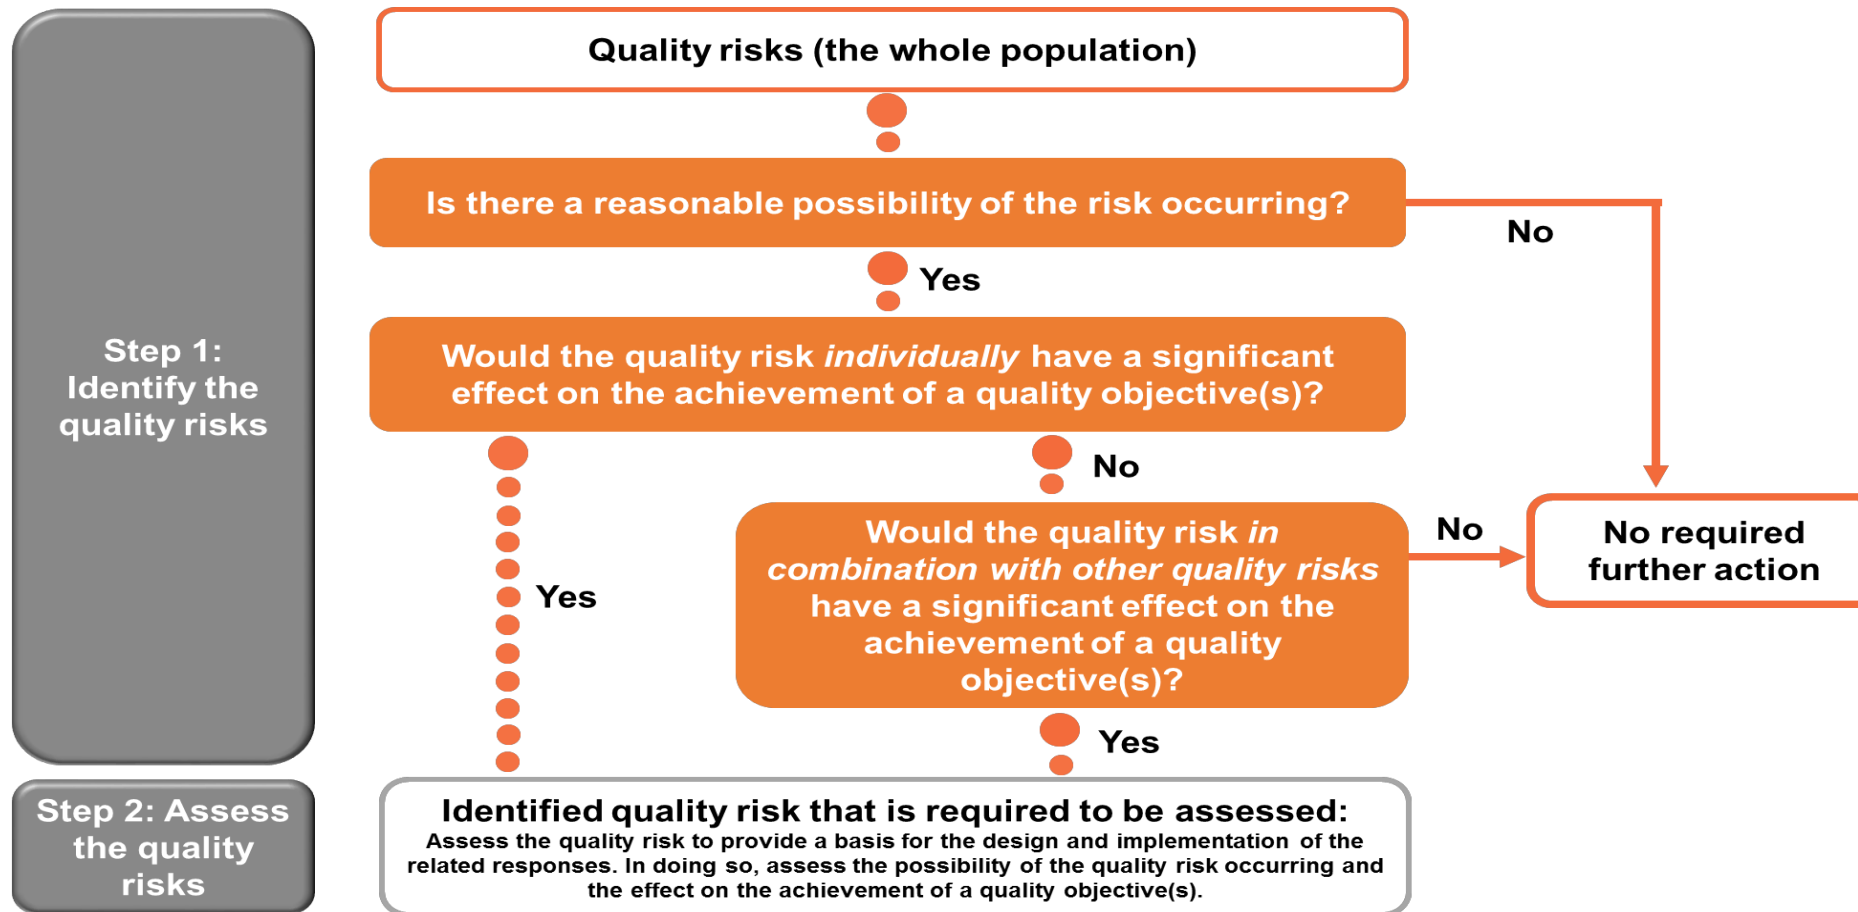 Quality risks (the whole population)
Is there a reasonable possibility of the risk occurring?
No
Yes
Step 1:
Identify the
quality risks
Would the quality risk individually have a significant
effect on the achievement of a quality objective(s)?
No
Yes
Would the quality risk in
combination with other quality risks
have a significant effect on the
achievement of a quality
objective(s)?
No
No required
further action
Yes
Step 2: Assess
the quality
risks
Identified quality risk that is required to be assessed:
Assess the quality risk to provide a basis for the design and implementation of the
related responses. In doing so, assess the possibility of the quality risk occurring and
the effect on the achievement of a quality objective(s).